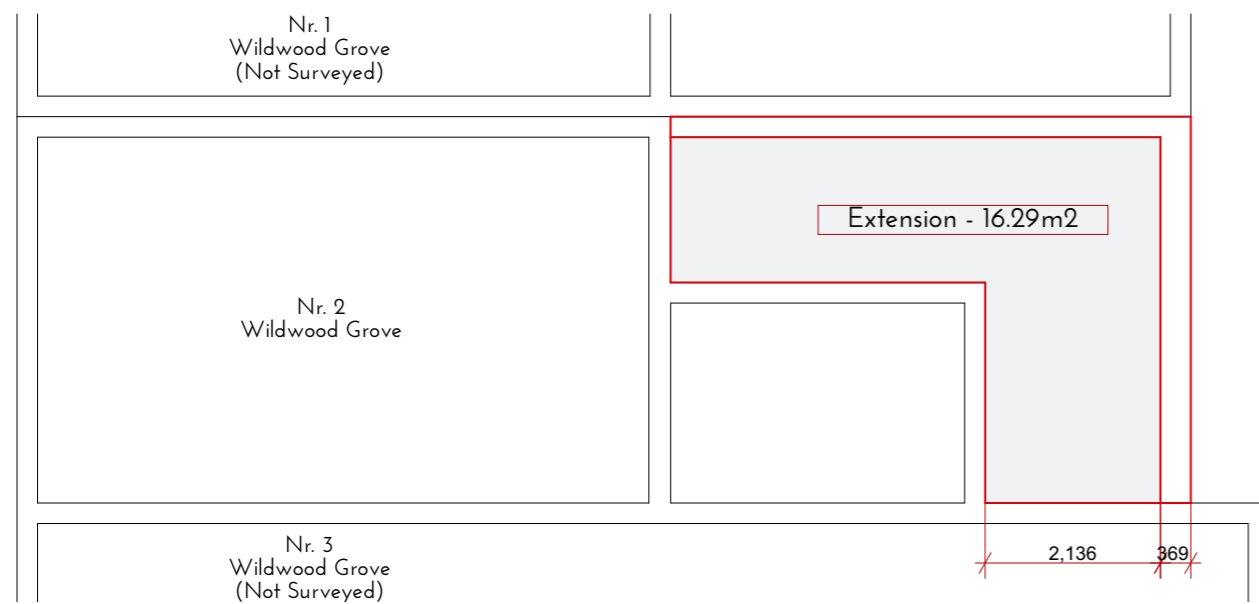 Nr. 1
Wildwood Grove
(Not Surveyed)
Extension - 16.29m2
Nr. 2
Wildwood Grove
Nr. 3
Wildwood Grove
(Not Surveyed)
2,136
369